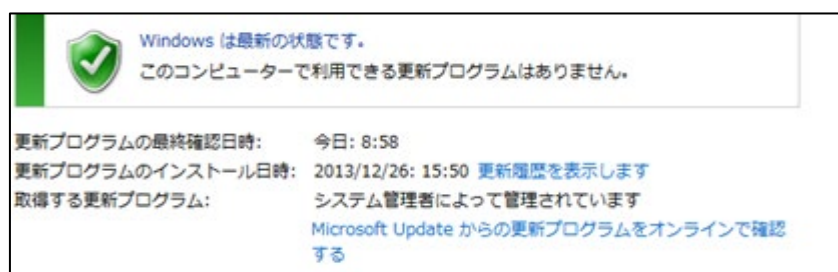 Windows は最新の状態です。
このコンピューターで利用できる更新プログラムはありません。
更新プログラムの最終確認日時: 今日: 8:58
更新プログラムのインストール日時: 2013/12/26: 15:50 更新履歴を表示します
取得する更新プログラム: システム管理者によって管理されています
Microsoft Update からの更新プログラムをオンラインで確認
する